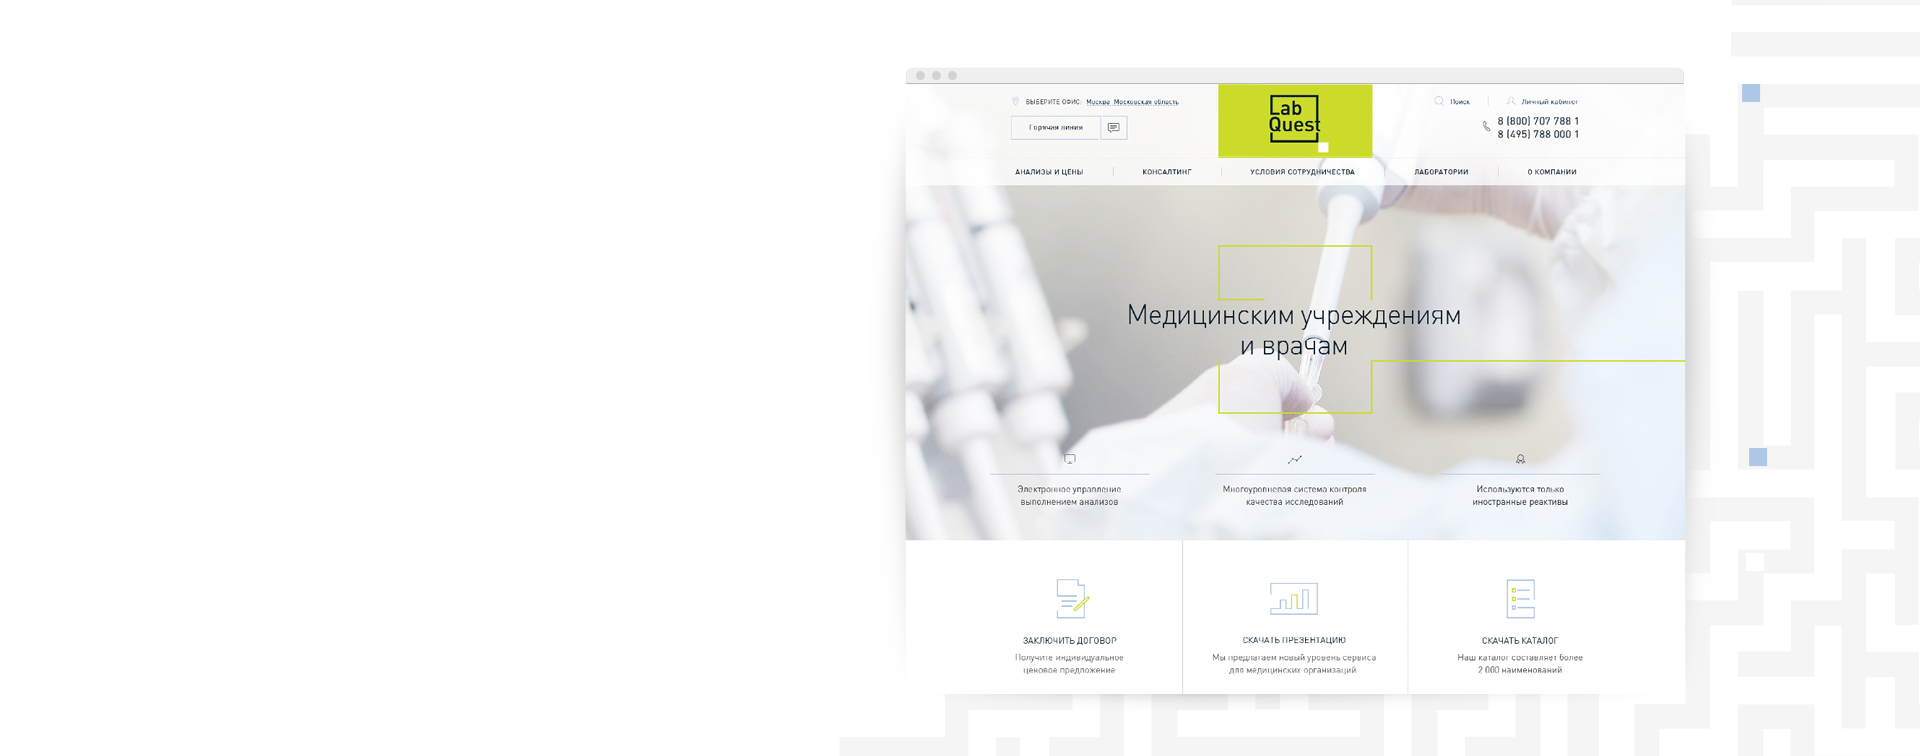 ВЫБЕРИТЕ ОФИС: Москва Московская область
Горячая линия
Lab
Quest
Поиск
Личный кабинет
8 (800) 707 788 1
8 (495) 788 000 1
АНАЛИЗЫ И ЦЕНЫ
КОНСАЛТИНГ
УСЛОВИЯ СОТРУДНИЧЕСТВА
ЛАБОРАТОРИИ
О КОМПАНИИ
Медицинским учреждениям
и врачам
Электронное управление
выполнением анализов
Многоуровневая система контроля
качества исследований
Используются только
иностранные реактивы
ЗАКЛЮЧИТЬ ДОГОВОР
Получите индивидуальное
ценовое предложение
СКАЧАТЬ ПРЕЗЕНТАЦИЮ
Мы предлагаем новый уровень сервиса
для медицинских организаций
СКАЧАТЬ КАТАЛОГ
Наш каталог составляет более
2 000 наименований